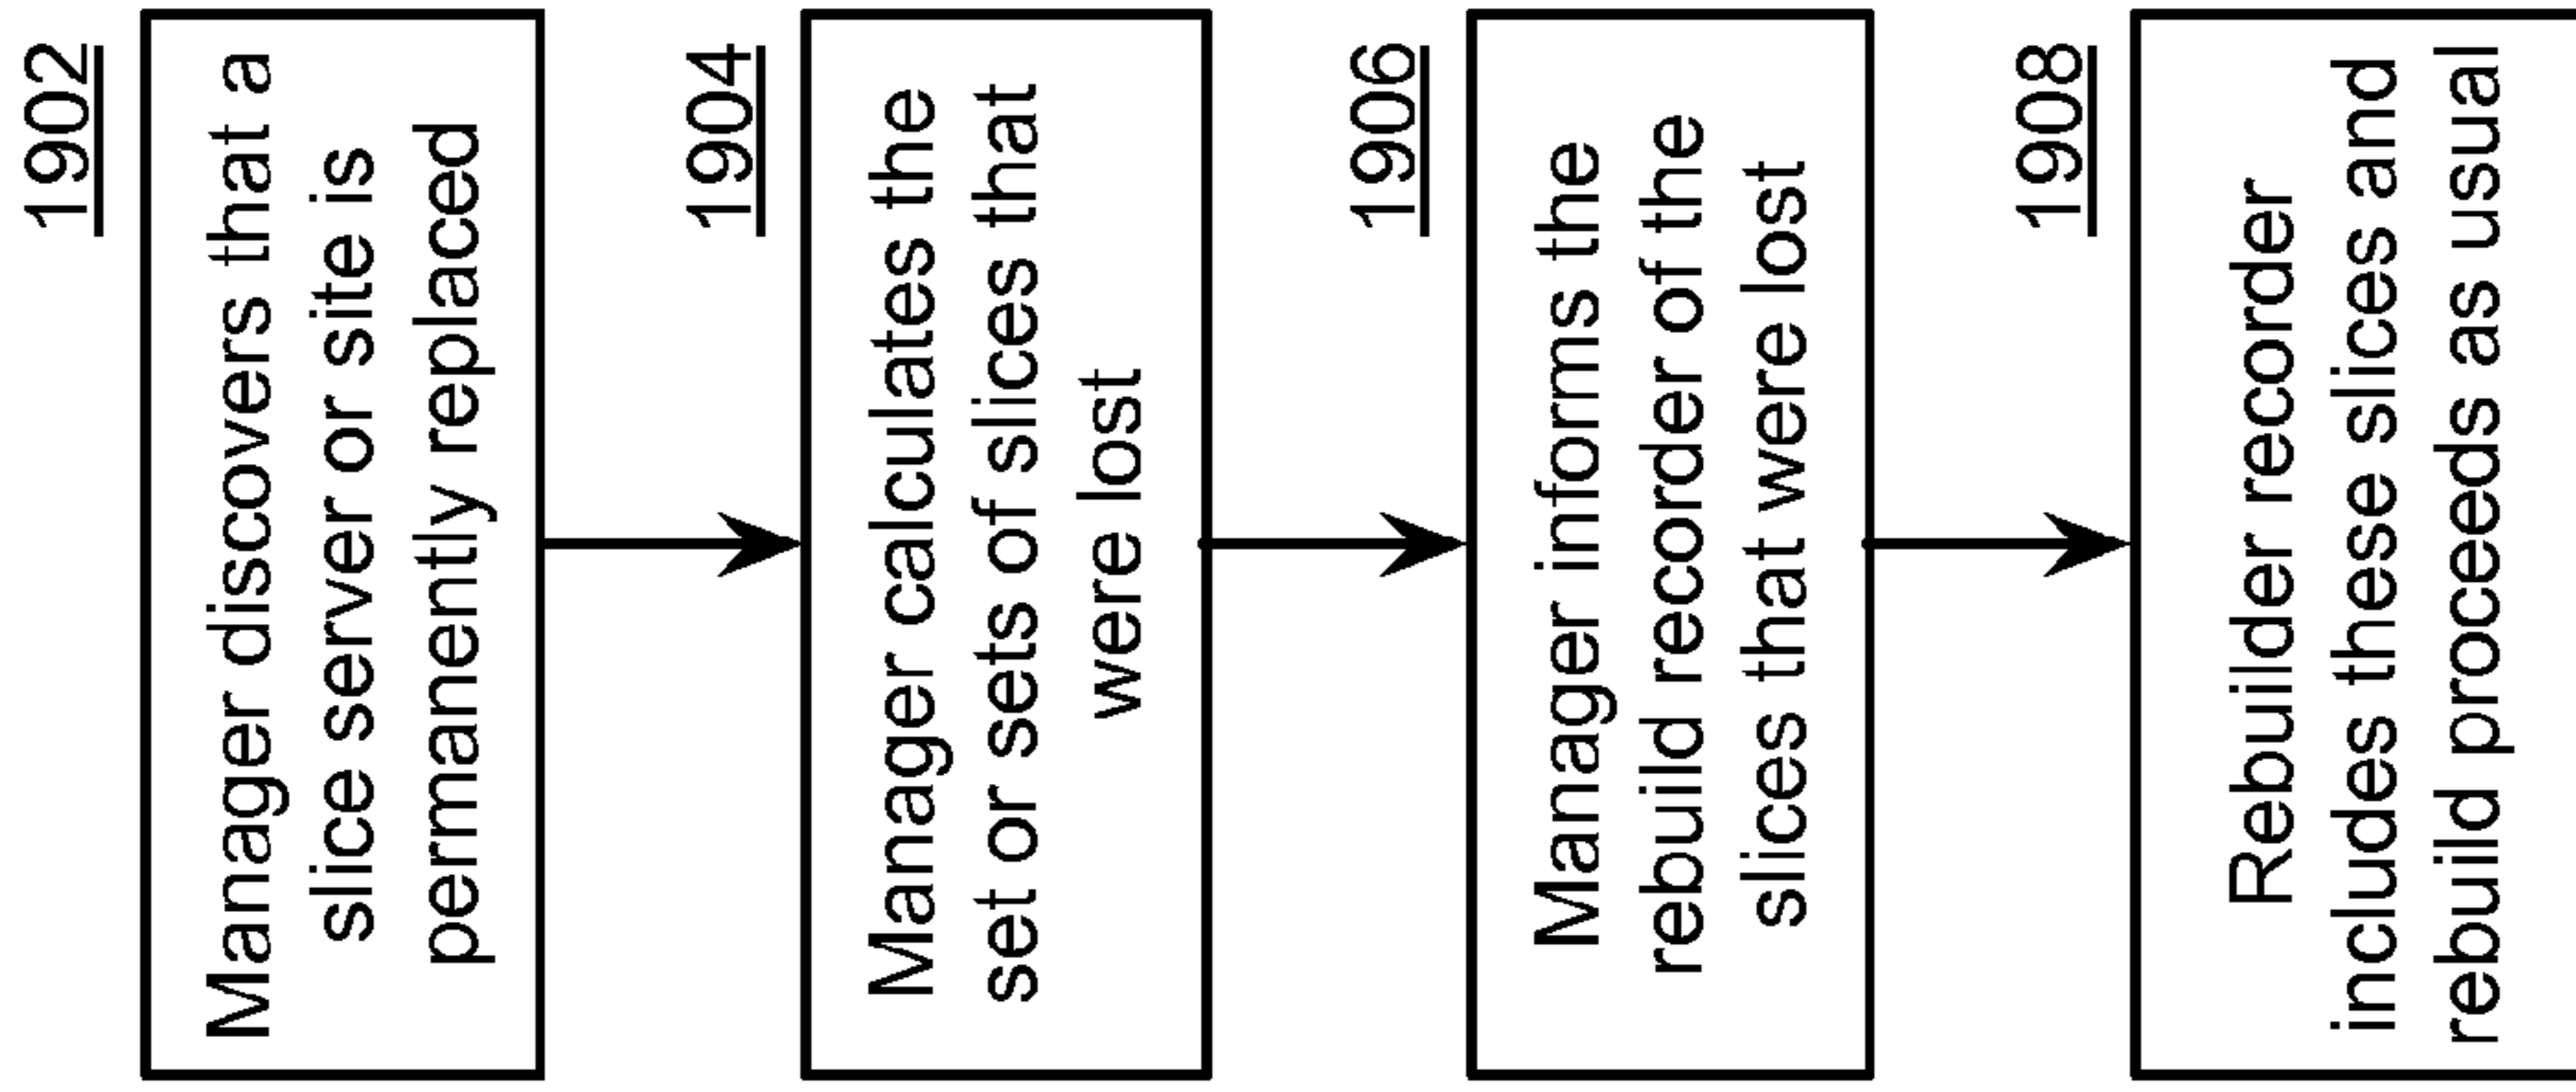 1902
Manager discovers that a
slice server or site is
permanently replaced
1904
Manager calculates the
set or sets of slices that
were lost
1906
Manager informs the
rebuild recorder of the
slices that were lost
1908
Rebuilder recorder
includes these slices and
rebuild proceeds as usual